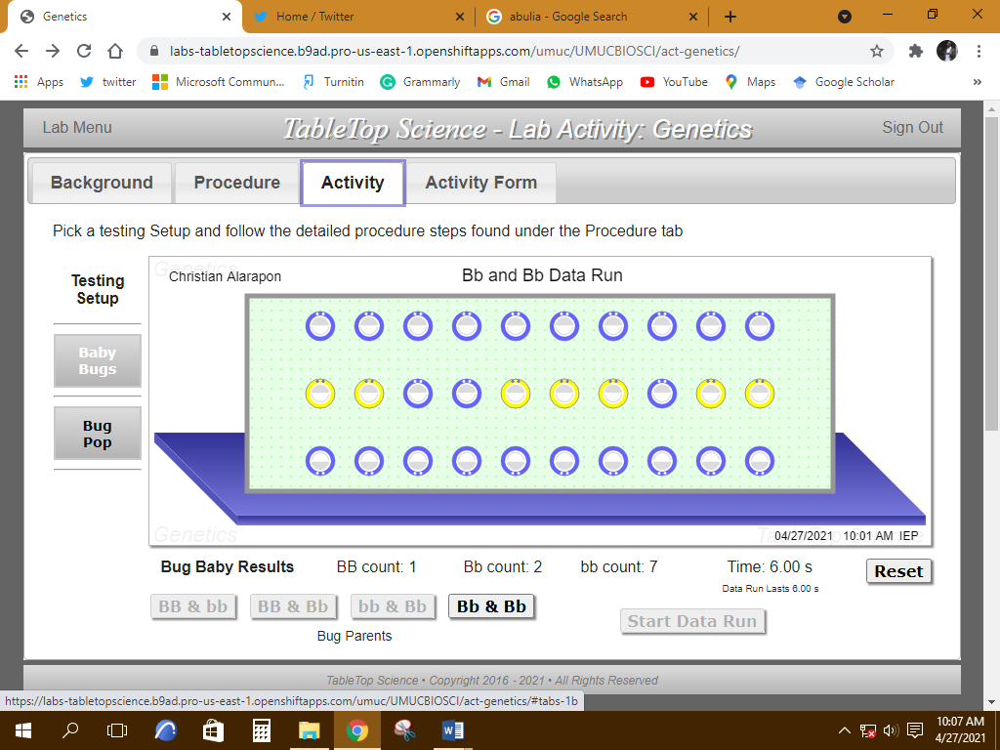 Genetics
Home / Twitter
abulia - Google Search
labs-tabletopscience.b9ad.pro-us-east-1.openshiftapps.com/umuc/UMUCBIOSCI/act-genetics/
Apps twitter Microsoft Commun... Turnitin Grammarly Gmail WhatsApp YouTube Maps Google Scholar »
Lab Menu TableTop Science - Lab Activity: Genetics Sign Out
Background Procedure Activity Activity Form
Pick a testing Setup and follow the detailed procedure steps found under the Procedure tab
Testing
Setup
Baby
Bugs
Bug
Pop
Genetics
Christian Alarapon Bb and Bb Data Run
Genetics 04/27/2021 10:01 AM IEP
Bug Baby Results BB count: 1 Bb count: 2 bb count: 7 Time: 6.00 s Reset
Data Run Lasts 6.00 s
BB & bb BB & Bb bb & Bb Bb & Bb Start Data Run
Bug Parents
TableTop Science • Copyright 2016 - 2021 • All Rights Reserved
https://labs-tabletopscience.b9ad.pro-us-east-1.openshiftapps.com/umuc/UMUCBIOSCI/act-genetics/#tabs-1b
10:07 AM
4/27/2021